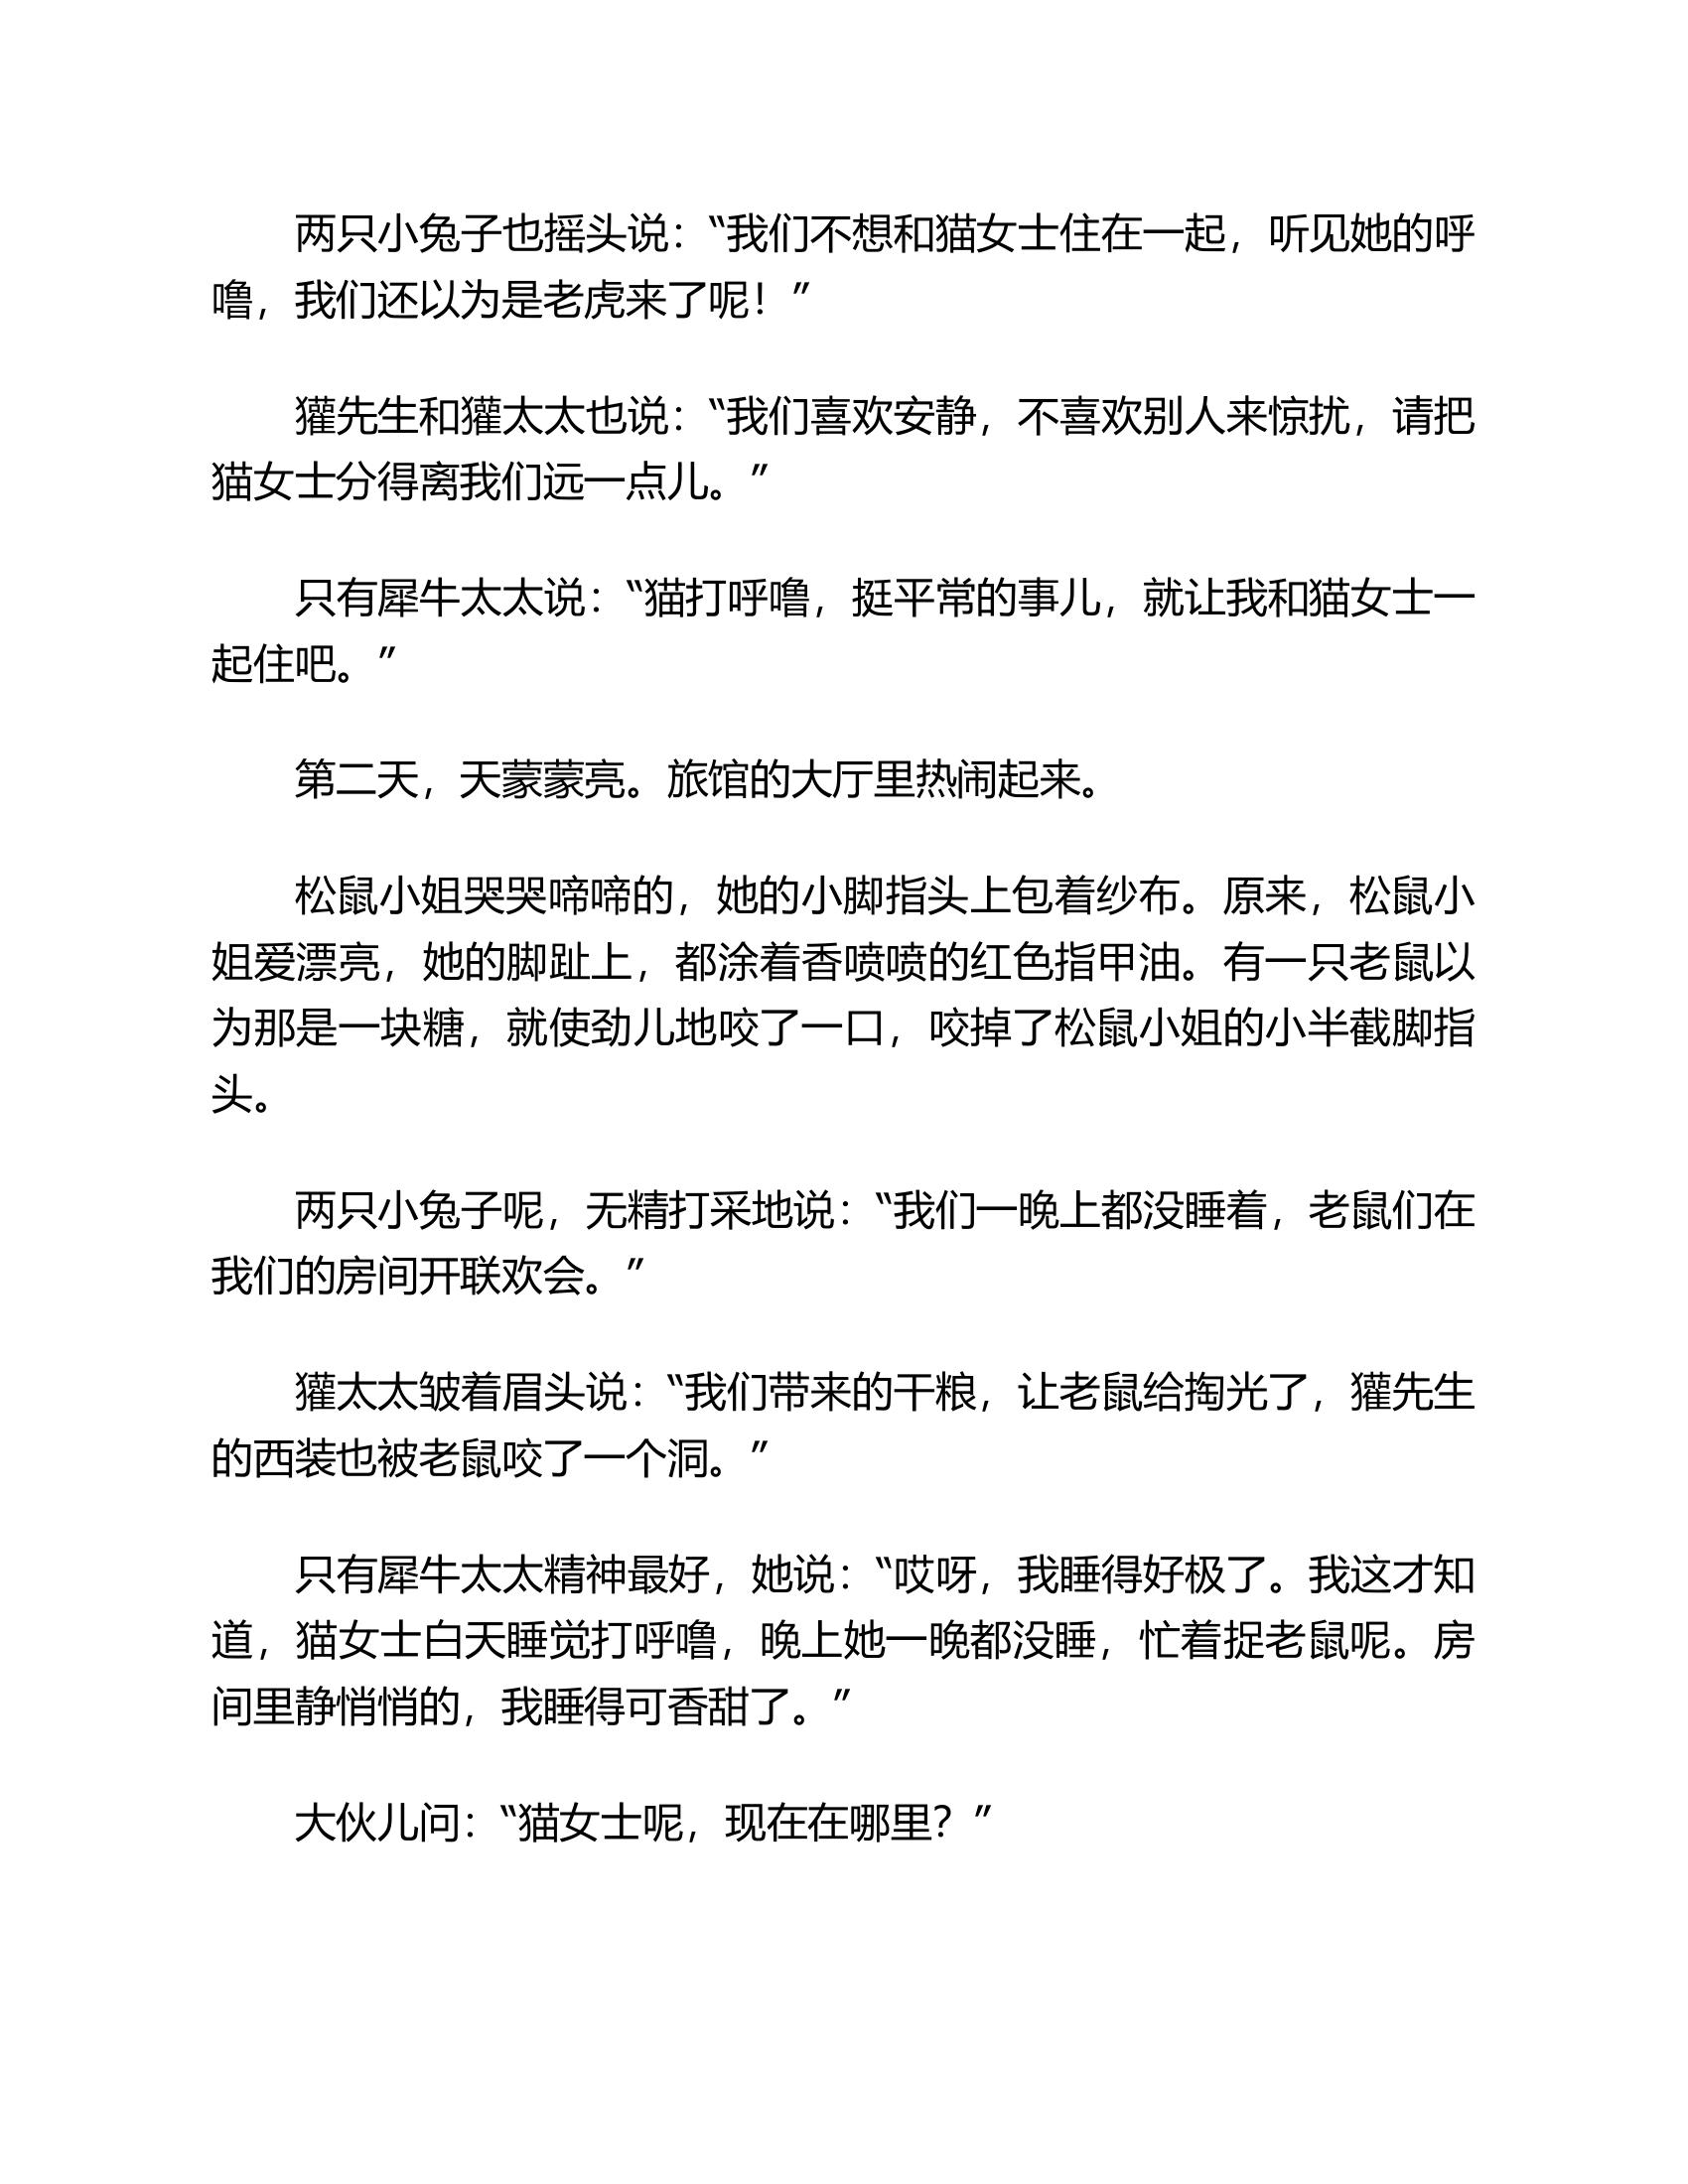 两只小兔子也摇头说：“我们不想和猫女士住在一起，听见她的呼
噜，我们还以为是老虎来了呢！”
獾先生和獾太太也说：“我们喜欢安静，不喜欢别人来惊扰，请把
猫女士分得离我们远一点儿。”
只有犀牛太太说：“猫打呼噜，挺平常的事儿，就让我和猫女士一
起住吧。”
第二天，天蒙蒙亮。旅馆的大厅里热闹起来。
松鼠小姐哭哭啼啼的，她的小脚指头上包着纱布。原来，松鼠小
姐爱漂亮，她的脚趾上，都涂着香喷喷的红色指甲油。有一只老鼠以
为那是一块糖，就使劲儿地咬了一口，咬掉了松鼠小姐的小半截脚指
头。
两只小兔子呢，无精打采地说：“我们一晚上都没睡着，老鼠们在
我们的房间开联欢会。”
獾太太皱着眉头说：“我们带来的干粮，让老鼠给掏光了，獾先生
的西装也被老鼠咬了一个洞。”
只有犀牛太太精神最好，她说：“哎呀，我睡得好极了。我这才知
道，猫女士白天睡觉打呼噜，晚上她一晚都没睡，忙着捉老鼠呢。房
间里静悄悄的，我睡得可香甜了。”
大伙儿问：“猫女士呢，现在在哪里？”